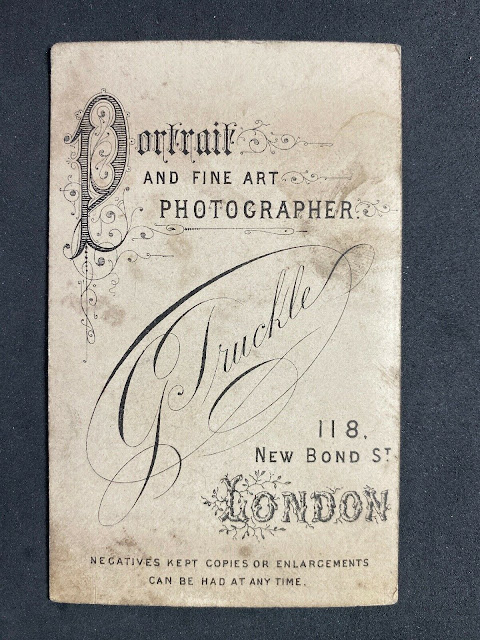 Portrait
AND FINE ART
PHOTOGRAPHER.
G Truckle
118.
NEW BOND ST
LONDON
NEGATIVES KEPT COPIES OR ENLARGEMENTS
CAN BE HAD AT ANY TIME.